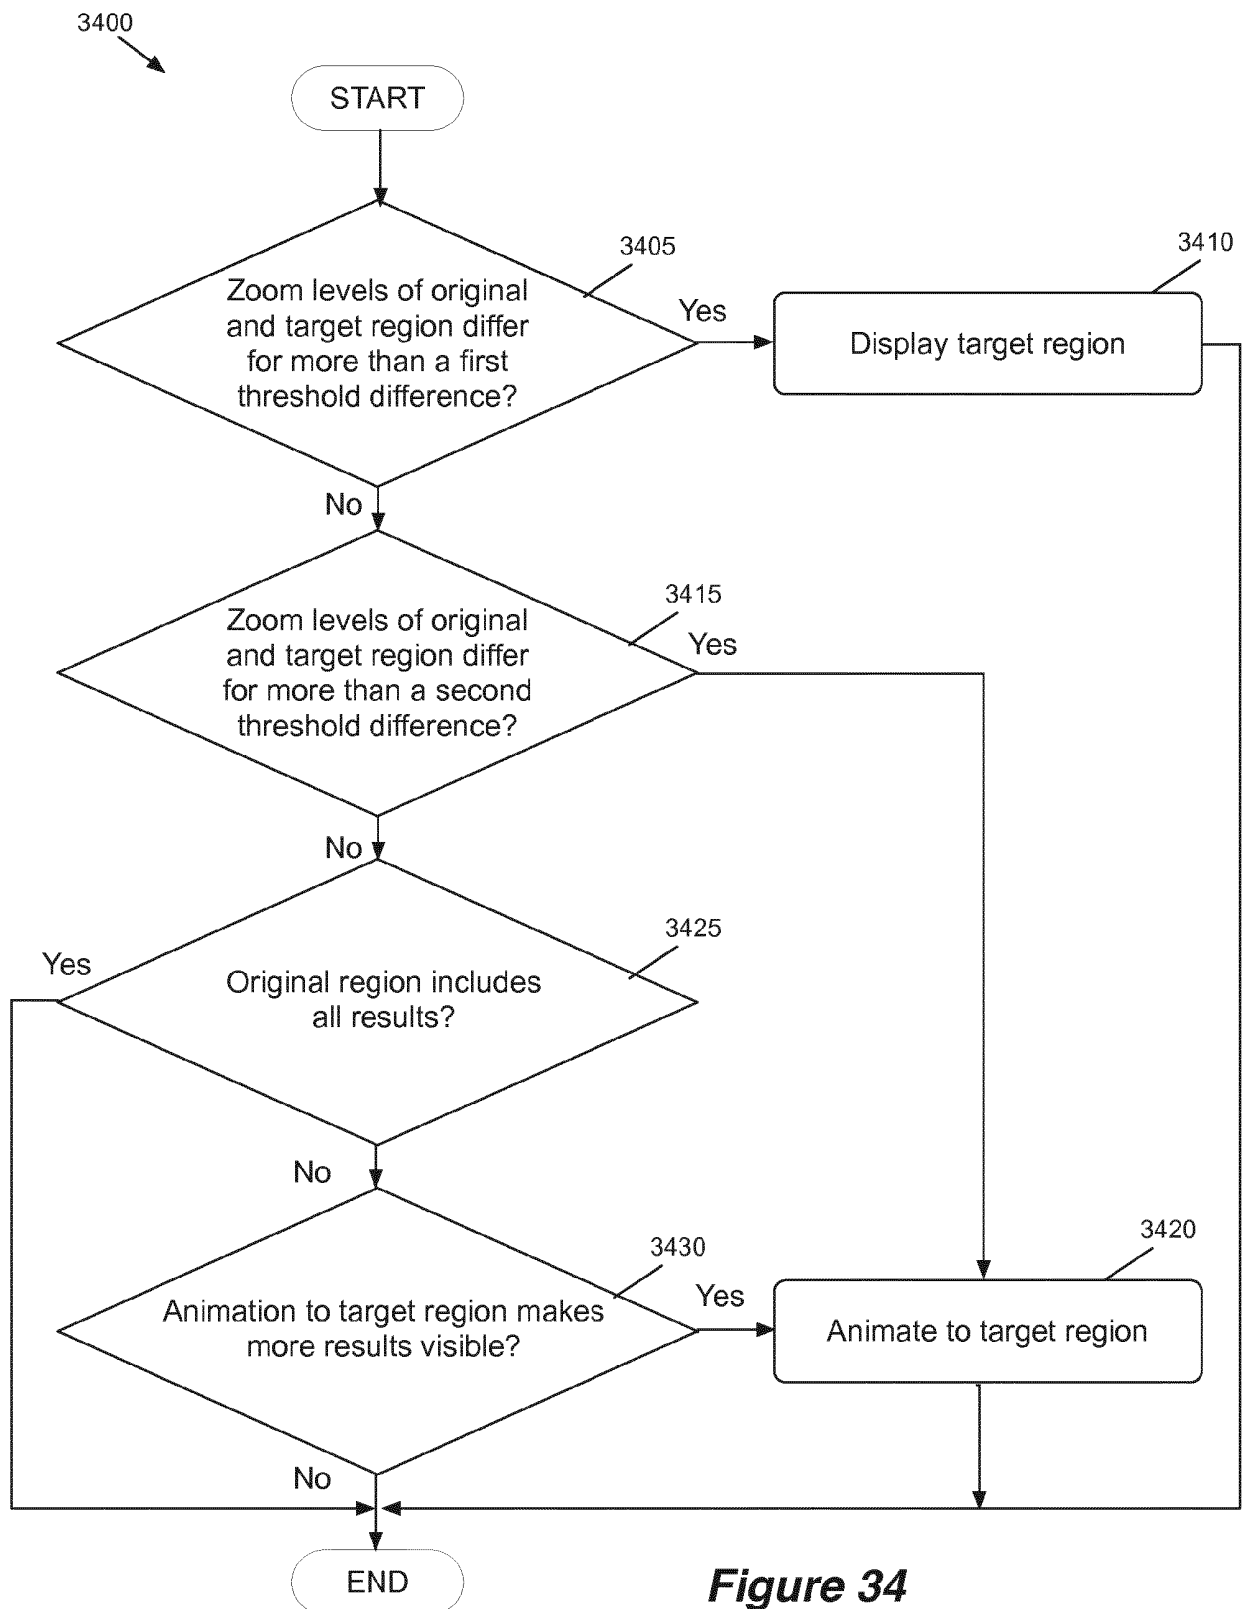 3400
START
3405
Zoom levels of original
and target region differ
for more than a first
threshold difference?
Yes
3410
Display target region
No
3415
Zoom levels of original
and target region differ
for more than a second
threshold difference?
Yes
No
3425
Yes
Original region includes
all results?
No
3430
Animation to target region makes
more results visible?
Yes
3420
Animate to target region
No
END
Figure 34